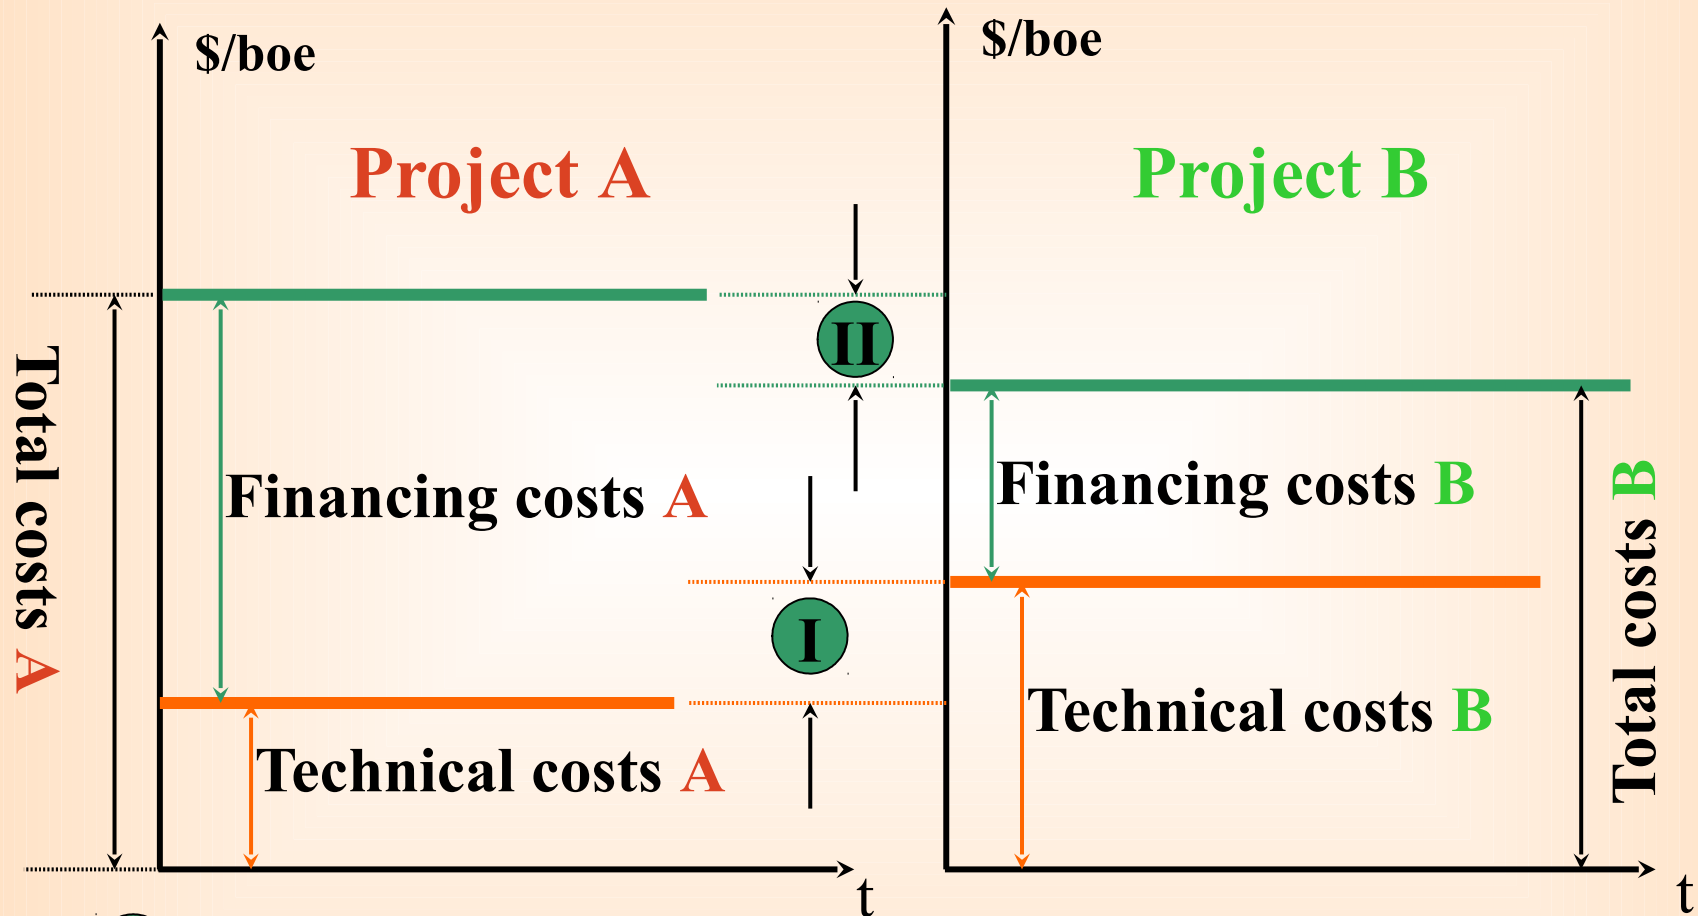 $/boe
Project A
Total costs A
Financing costs A
Technical costs A
t
II
I
$/boe
Project B
Financing costs B
Technical costs B
Total costs B
t